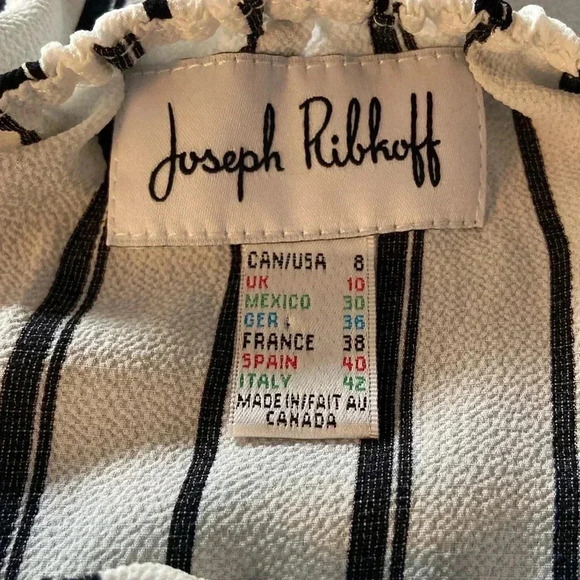 Joseph Ribkoff
CAN/USA 8
UK 10
MEXICO 30
GER. 36
FRANCE 38
SPAIN 40
ITALY 42
MADE IN/FAIT AU
CANADA